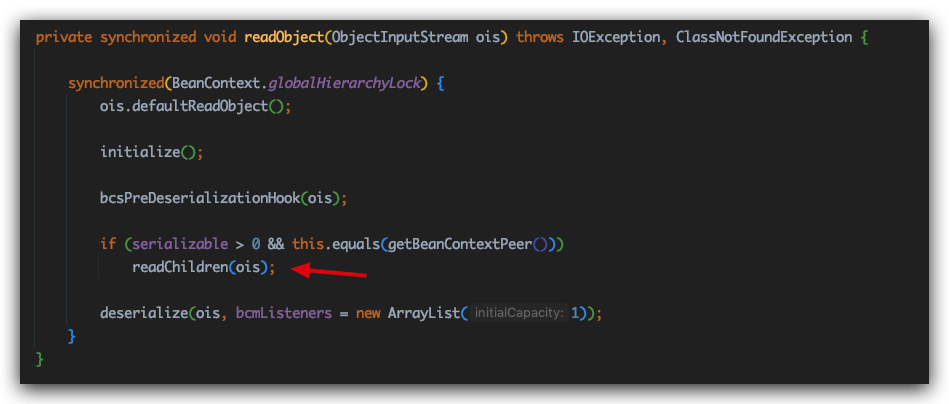 private synchronized void readObject(ObjectInputStream ois) throws IOException, ClassNotFoundException {
synchronized(BeanContext.globalHierarchyLock) {
ois.defaultReadObject();
initialize();
bcsPreDeserializationHook(ois);
if (serializable > 0 && this.equals(getBeanContextPeer()))
readChildren(ois);
deserialize(ois, bcmListeners = new ArrayList( initialCapacity: 1));
}
}